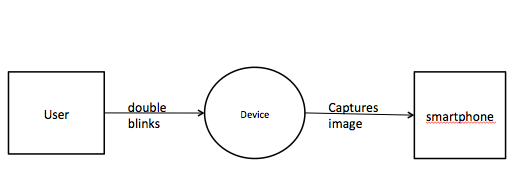 User
double
blinks
Device
Captures
image
smartphone